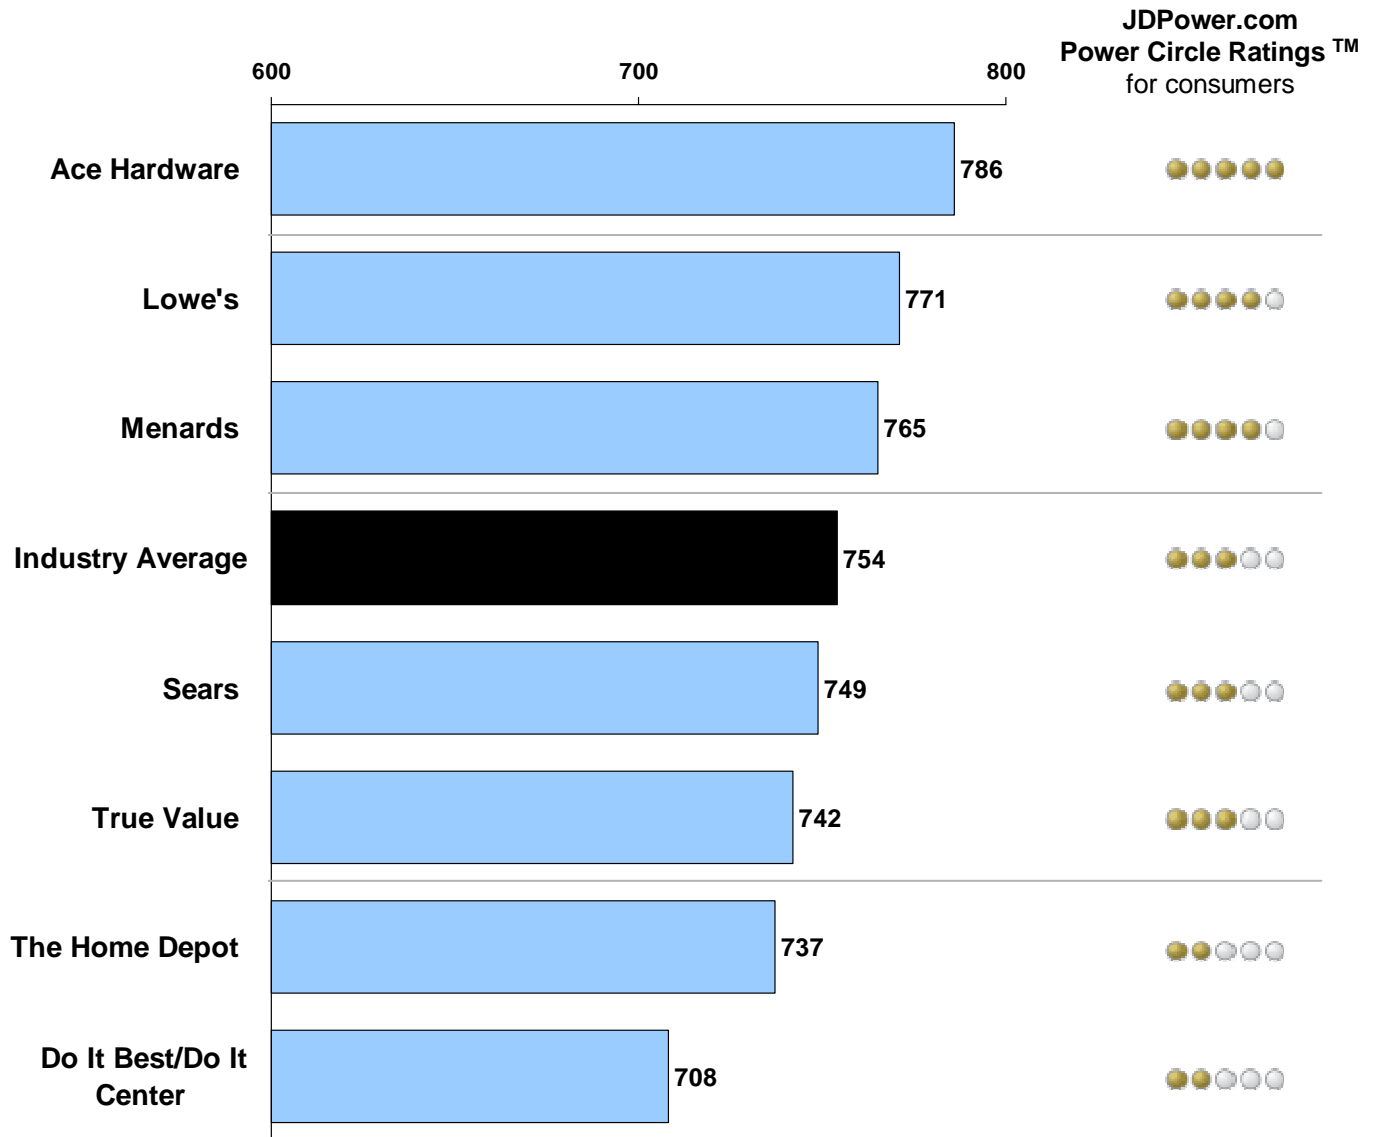 JDPower.com
Power Circle Ratings TM
for consumers
600 700 800
Ace Hardware 786
Lowe's 771
Menards 765
Industry Average 754
Sears 749
True Value 742
The Home Depot 737
Do It Best/Do It
Center 708